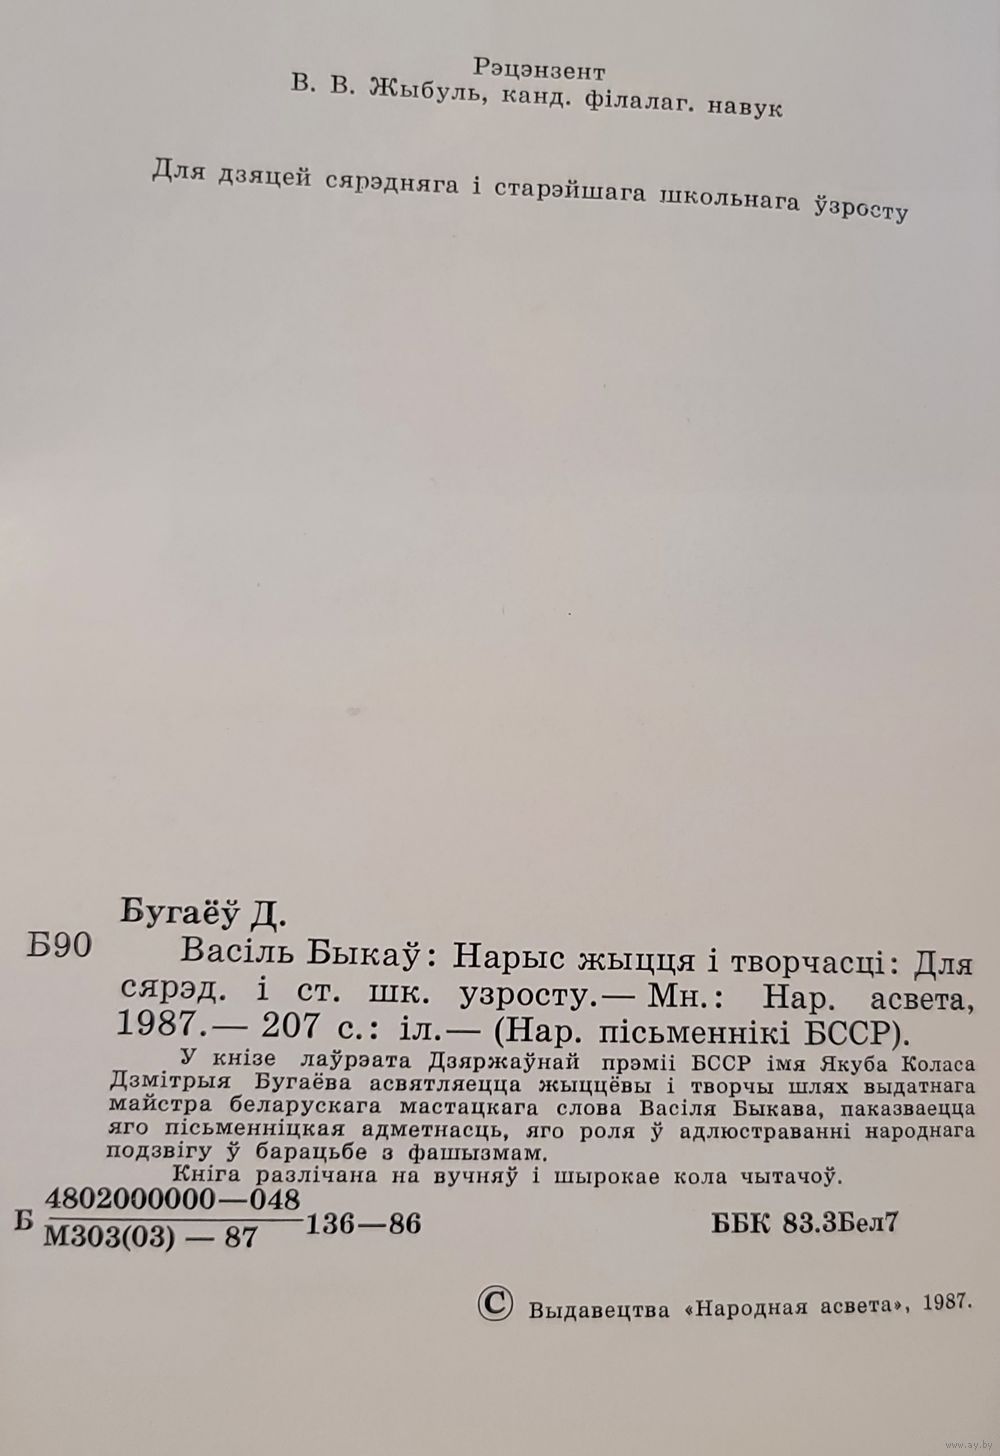 Рэцэнзент
В. В. Жыбуль, канд. філалаг. навук
Для дзяцей сярэдняга і старэйшага школьнага ўзросту
Бугаёў Д.
Б90 Васіль Быкаў: Нарыс жыцця і творчасці: Для
сярэд. і ст. шк. узросту.— Мн.: Нар. асвета,
1987.— 207 с.: іл.— (Нар. пісьменнікі БССР).
У кнізе лаўрэата Дзяржаўнай прэміі БССР імя Якуба Коласа
Дзмітрыя Бугаёва асвятляецца жыццёвы і творчы шлях выдатнага
майстра беларускага мастацкага слова Васіля Быкава, паказваецца
яго пісьменніцкая адметнасць, яго роля ў адлюстраванні народнага
подзвігу ў барацьбе з фашызмам.
Кніга разлічана на вучняў і шырокае кола чытачоў.
4802000000—048
Б 136—86 ББК 83.3Бел7
М303(03) — 87
© Выдавецтва «Народная асвета», 1987.
www.ay.by